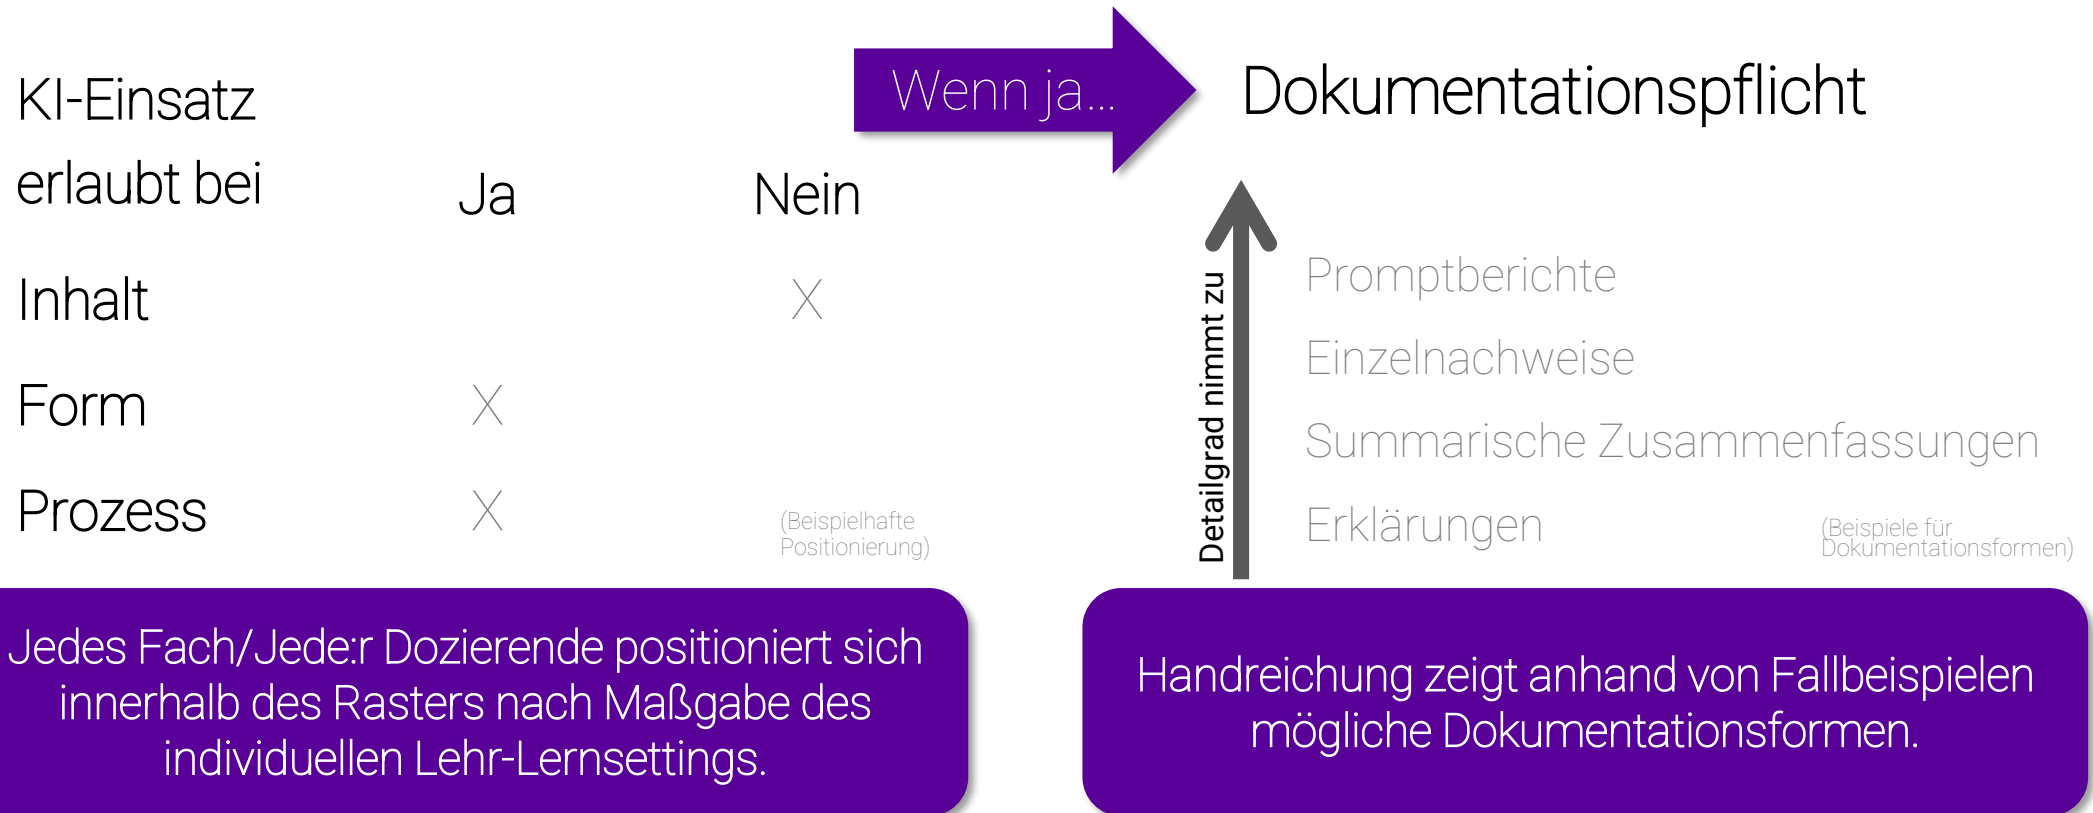 KI-Einsatz
erlaubt bei
Ja
Nein
Inhalt
X
Form
X
Prozess
X
(Beispielhafte
Positionierung)
Jedes Fach/Jede:r Dozierende positioniert sich
innerhalb des Rasters nach Maßgabe des
individuellen Lehr-Lernsettings.
Wenn ja...
Dokumentationspflicht
Detailgrad nimmt zu
Promptberichte
Einzelnachweise
Summarische Zusammenfassungen
Erklärungen
(Beispiele für
Dokumentationsformen)
Handreichung zeigt anhand von Fallbeispielen
mögliche Dokumentationsformen.